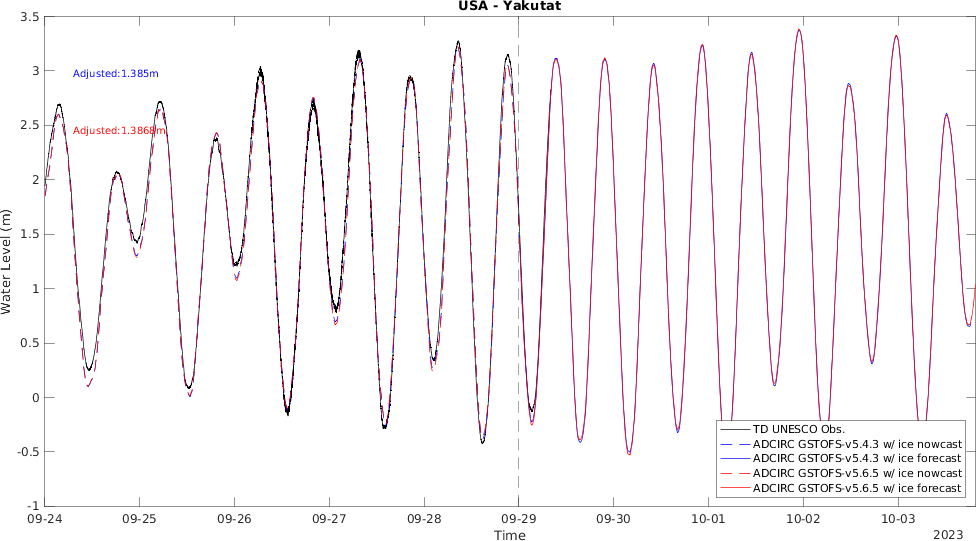 USA - Yakutat
3.5
3
2.5
2
1.5
1
0.5
0
-0.5
-1
Water Level (m)
Adjusted:1.385m
Adjusted:1.3868m
TD UNESCO Obs.
ADCIRC GSTOFS-v5.4.3 w/ ice nowcast
ADCIRC GSTOFS-v5.4.3 w/ ice forecast
ADCIRC GSTOFS-v5.6.5 w/ ice nowcast
ADCIRC GSTOFS-v5.6.5 w/ ice forecast
09-24 09-25 09-26 09-27 09-28 09-29 09-30 10-01 10-02 10-03
Time
2023